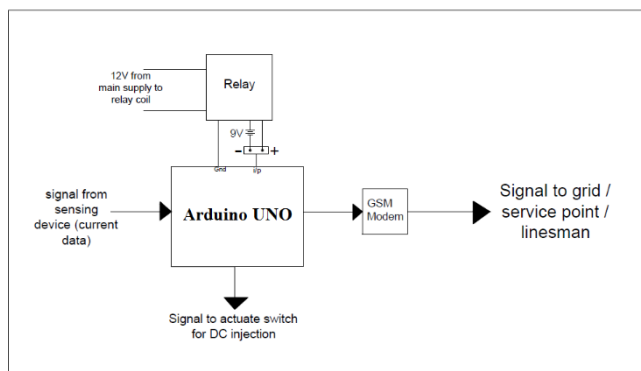 12V from
main supply to
relay coil
Relay
9V
- +
Gnd
i/p
signal from
sensing
device (current
data)
Arduino UNO
GSM
Modem
Signal to grid /
service point /
linesman
Signal to actuate switch
for DC injection